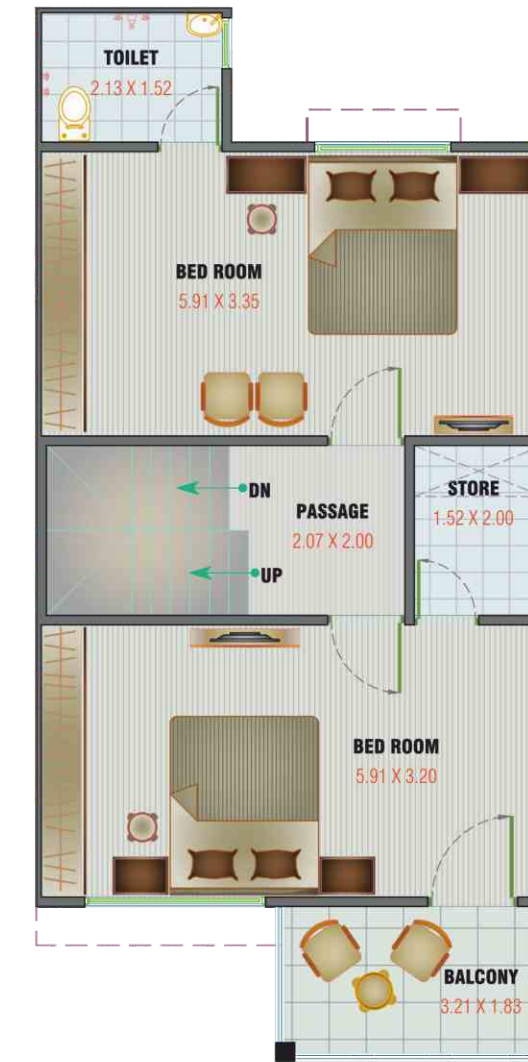 TOILET
2.13 X 1.52
BED ROOM
5.91 X 3.35
DN
PASSAGE
2.07 X 2.00
UP
STORE
1.52 X 2.00
BED ROOM
5.91 X 3.20
BALCONY
3.21 X 1.83